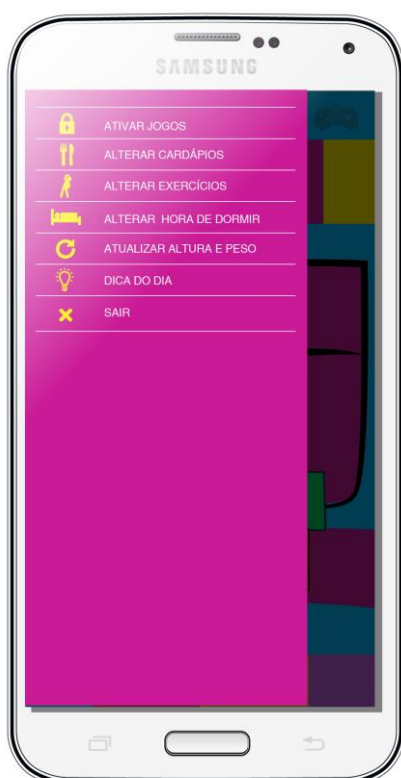 SAMSUNG
ATIVAR JOGOS
ALTERAR CARDÁPIOS
ALTERAR EXERCÍCIOS
ALTERAR HORA DE DORMIR
ATUALIZAR ALTURA E PESO
DICA DO DIA
SAIR